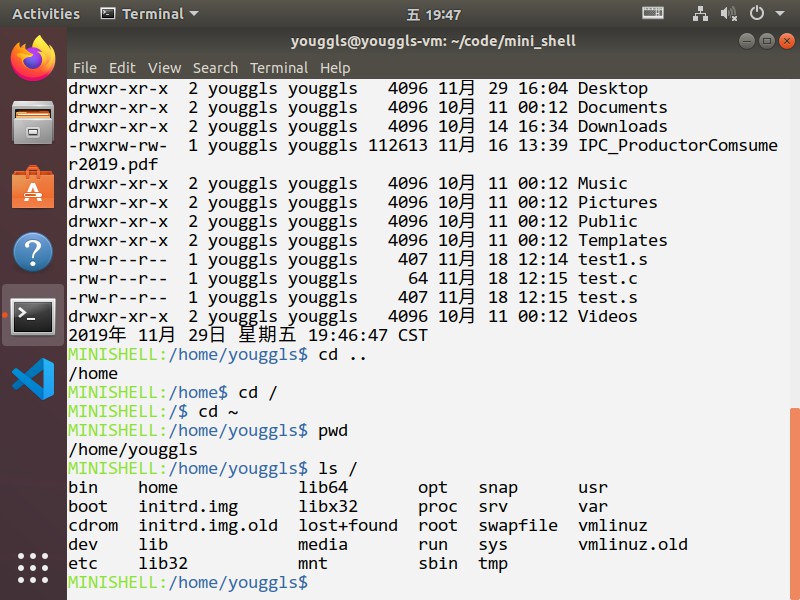 Activities Terminal 五 19:47
youggls@youggls-vm: ~/code/mini_shell
File Edit View Search Terminal Help
drwxr-xr-x  2 youggls youggls   4096 11月 29 16:04 Desktop
drwxr-xr-x  2 youggls youggls   4096 10月 11 00:12 Documents
drwxr-xr-x  2 youggls youggls   4096 10月 14 16:34 Downloads
-rwxrw-rw-  1 youggls youggls 112613 11月 16 13:39 IPC_ProductorComsume
r2019.pdf
drwxr-xr-x  2 youggls youggls   4096 10月 11 00:12 Music
drwxr-xr-x  2 youggls youggls   4096 10月 11 00:12 Pictures
drwxr-xr-x  2 youggls youggls   4096 10月 11 00:12 Public
drwxr-xr-x  2 youggls youggls   4096 10月 11 00:12 Templates
-rw-r--r--  1 youggls youggls    407 11月 18 12:14 test1.s
-rw-r--r--  1 youggls youggls     64 11月 18 12:15 test.c
-rw-r--r--  1 youggls youggls    407 11月 18 12:15 test.s
drwxr-xr-x  2 youggls youggls   4096 10月 11 00:12 Videos
2019年 11月 29日 星期五 19:46:47 CST
MINISHELL:/home/youggls$ cd ..
/home
MINISHELL:/home$ cd /
MINISHELL:/$ cd ~
MINISHELL:/home/youggls$ pwd
/home/youggls
MINISHELL:/home/youggls$ ls /
bin    home            lib64       opt   snap      usr
boot   initrd.img      libx32      proc  srv       var
cdrom  initrd.img.old  lost+found  root  swapfile  vmlinuz
dev    lib             media       run   sys       vmlinuz.old
etc    lib32           mnt         sbin  tmp
MINISHELL:/home/youggls$